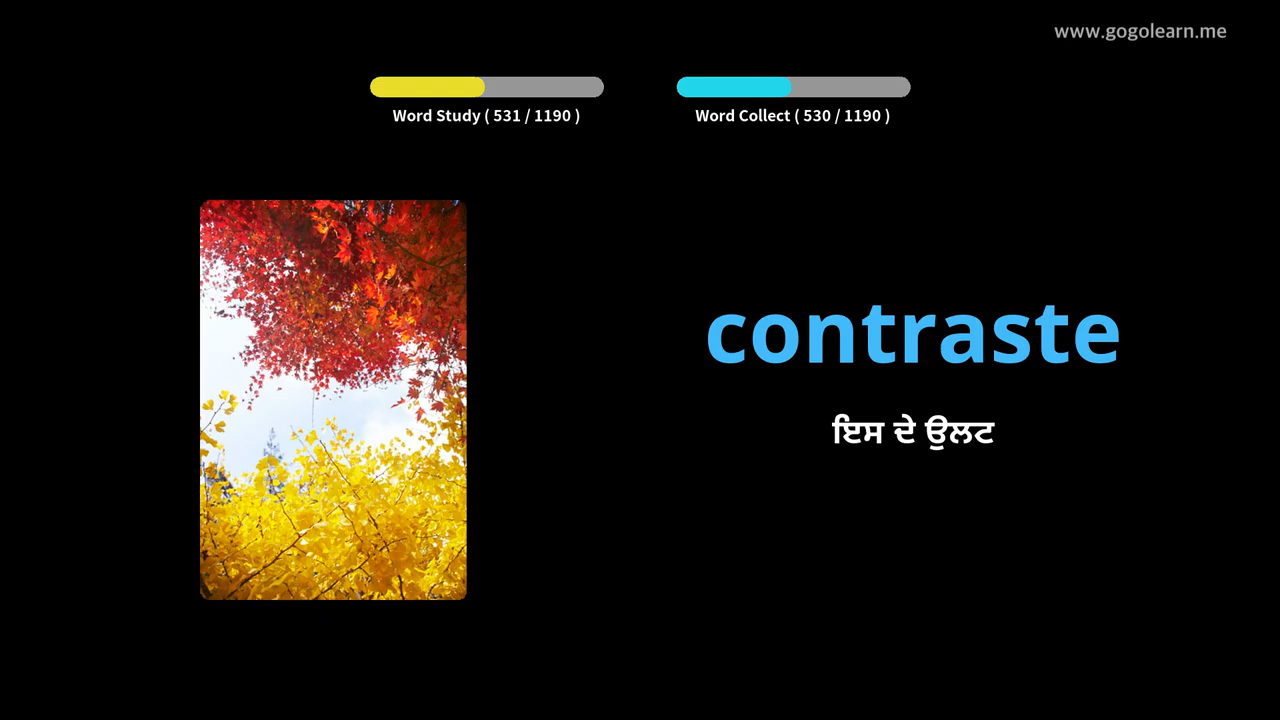 www.gogolearn.me
Word Study ( 531 / 1190 )
Word Collect ( 530 / 1190 )
contraste
ਇਸ ਦੇ ਉਲਟ